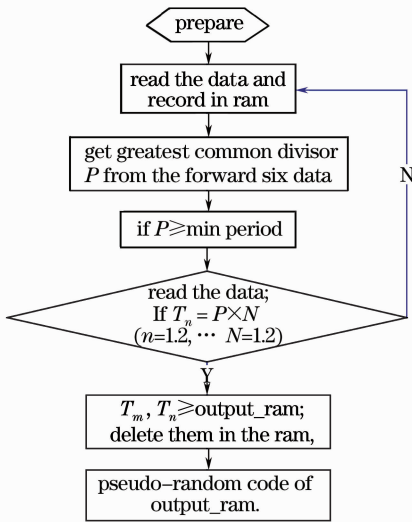 prepare
read the data and
record in ram
get greatest common divisor
P from the forward six data
if P⩾min period
read the data;
If Tₙ = P×N
(n=1.2, ⋯ N=1.2)
N
Y
Tₘ, Tₙ⩾output_ram;
delete them in the ram,
pseudo-random code of
output_ram.